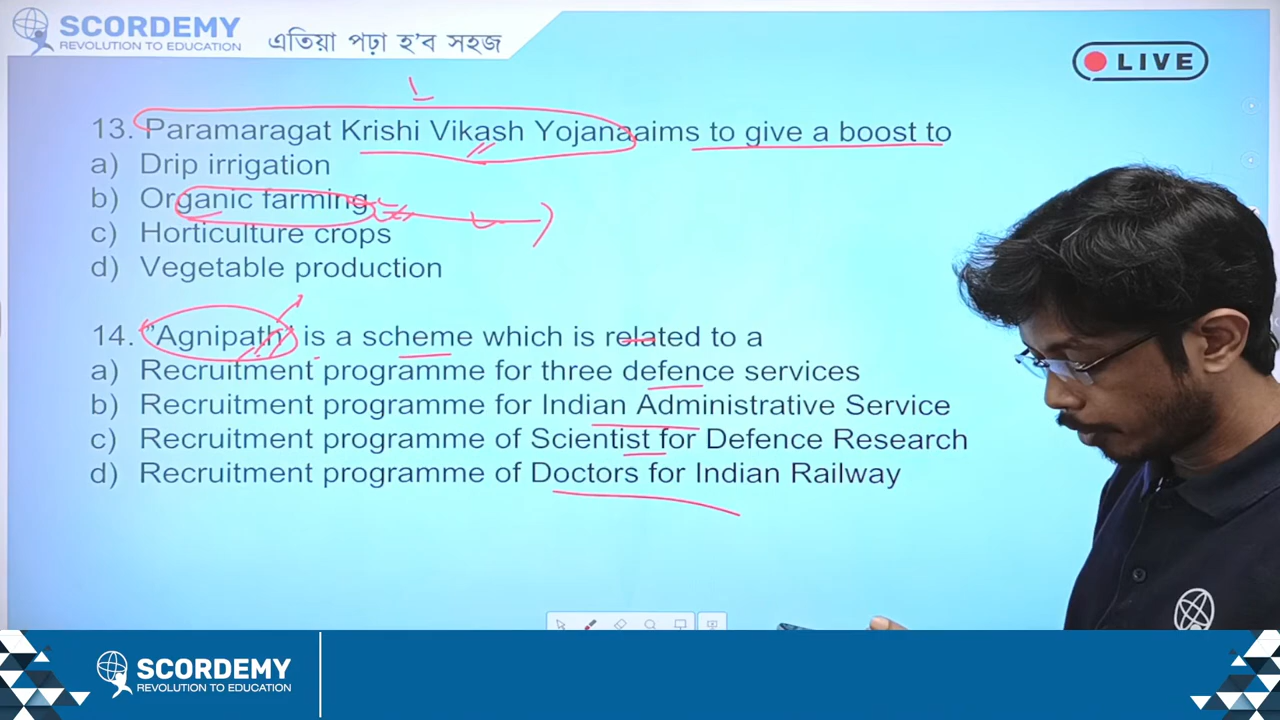 SCORDEMY
REVOLUTION TO EDUCATION
এতিয়া পঢ়া হ'ব সহজ
LIVE
13. Paramaragat Krishi Vikash Yojanaaims to give a boost to
a) Drip irrigation
b) Organic farming
c) Horticulture crops
d) Vegetable production
14. "Agnipath" is a scheme which is related to a
a) Recruitment programme for three defence services
b) Recruitment programme for Indian Administrative Service
c) Recruitment programme of Scientist for Defence Research
d) Recruitment programme of Doctors for Indian Railway
SCORDEMY
REVOLUTION TO EDUCATION